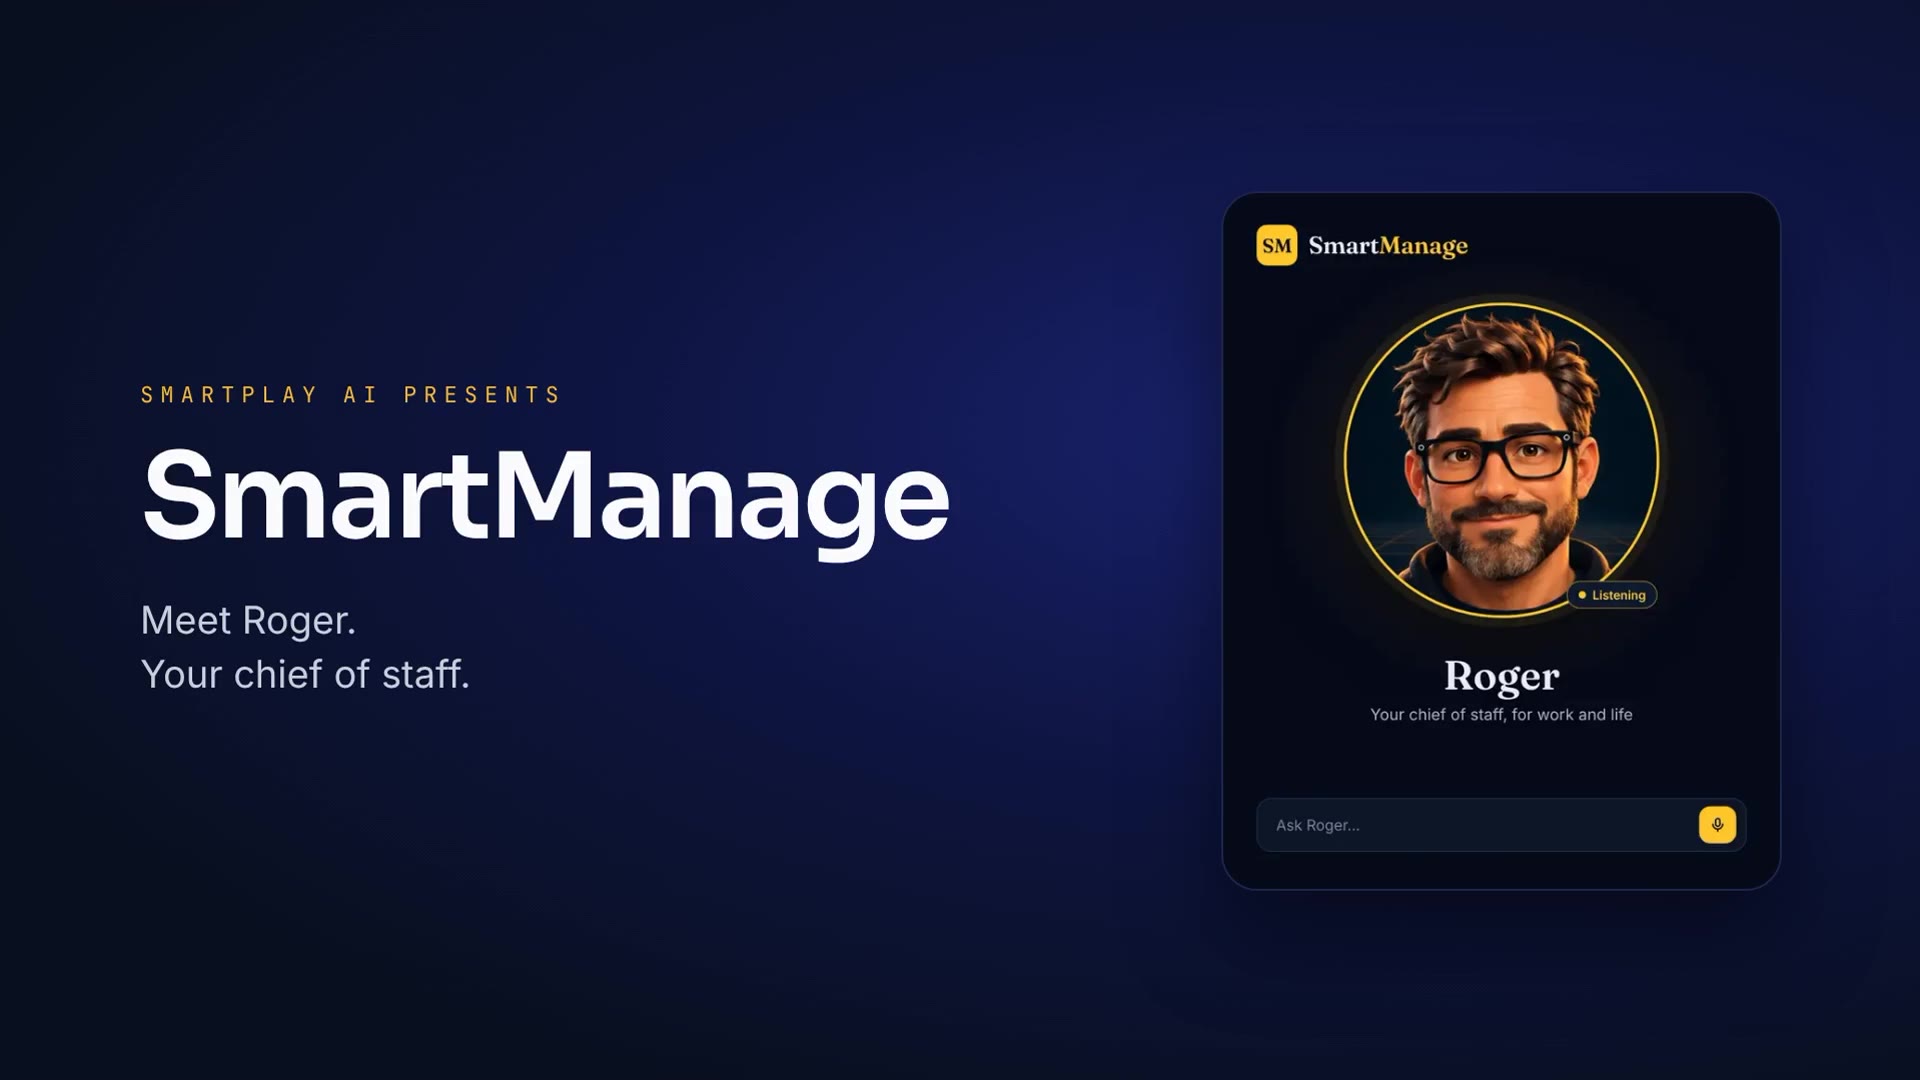 SMARTPLAY AI PRESENTS
SmartManage
Meet Roger.
Your chief of staff.
SM SmartManage
Listening
Roger
Your chief of staff, for work and life
Ask Roger...